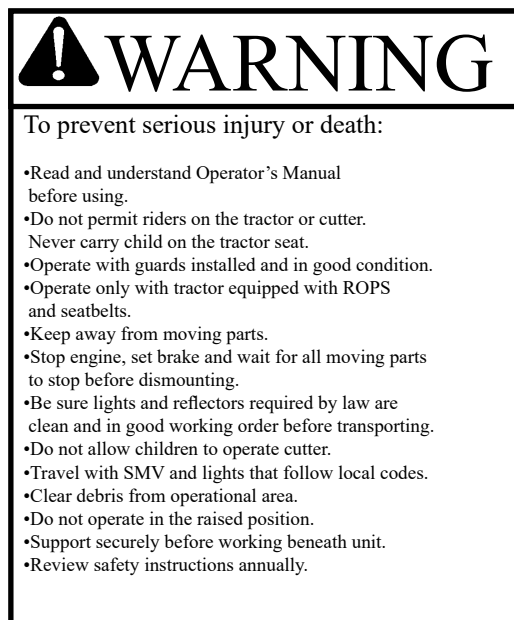 WARNING
To prevent serious injury or death:
•Read and understand Operator’s Manual
before using.
•Do not permit riders on the tractor or cutter.
Never carry child on the tractor seat.
•Operate with guards installed and in good condition.
•Operate only with tractor equipped with ROPS
and seatbelts.
•Keep away from moving parts.
•Stop engine, set brake and wait for all moving parts
to stop before dismounting.
•Be sure lights and reflectors required by law are
clean and in good working order before transporting.
•Do not allow children to operate cutter.
•Travel with SMV and lights that follow local codes.
•Clear debris from operational area.
•Do not operate in the raised position.
•Support securely before working beneath unit.
•Review safety instructions annually.